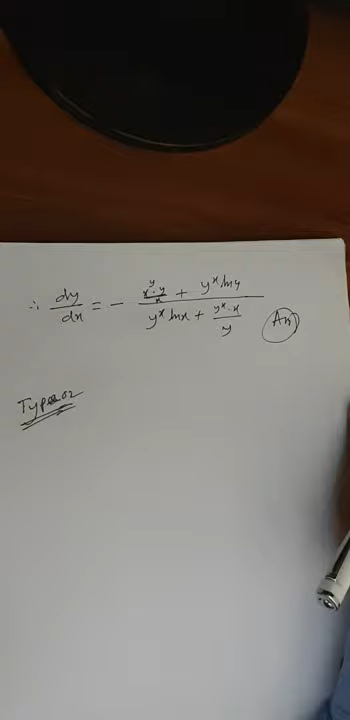 ∴ dy/dx = - (x^y·y/x + y^x ln y) / (y^x ln x + y^x·x/y) Ans
Type 02